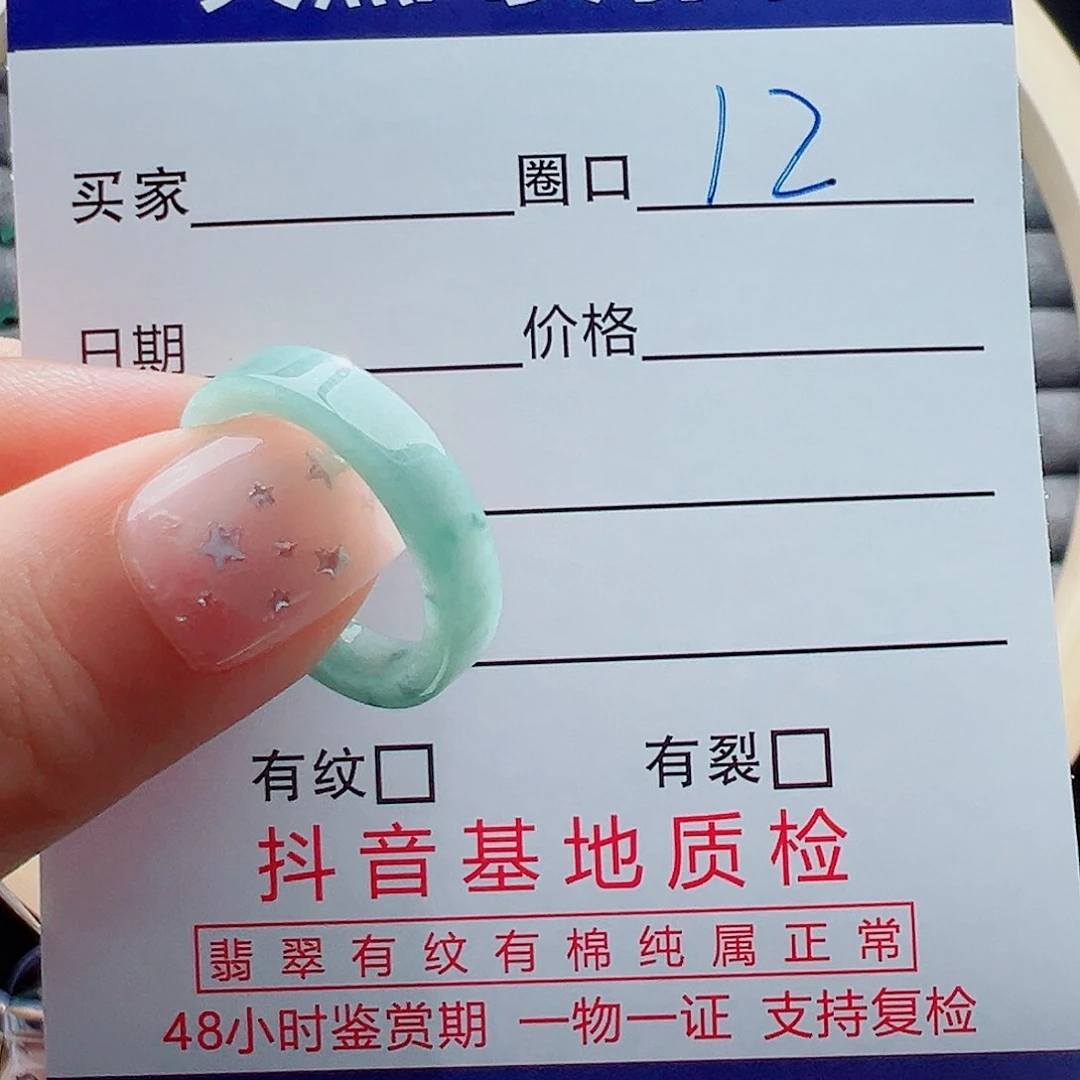 买家 圈口 12
日期 价格
有纹□ 有裂□
抖音基地质检
翡翠有纹有棉纯属正常
48小时鉴赏期 一物一证 支持复检